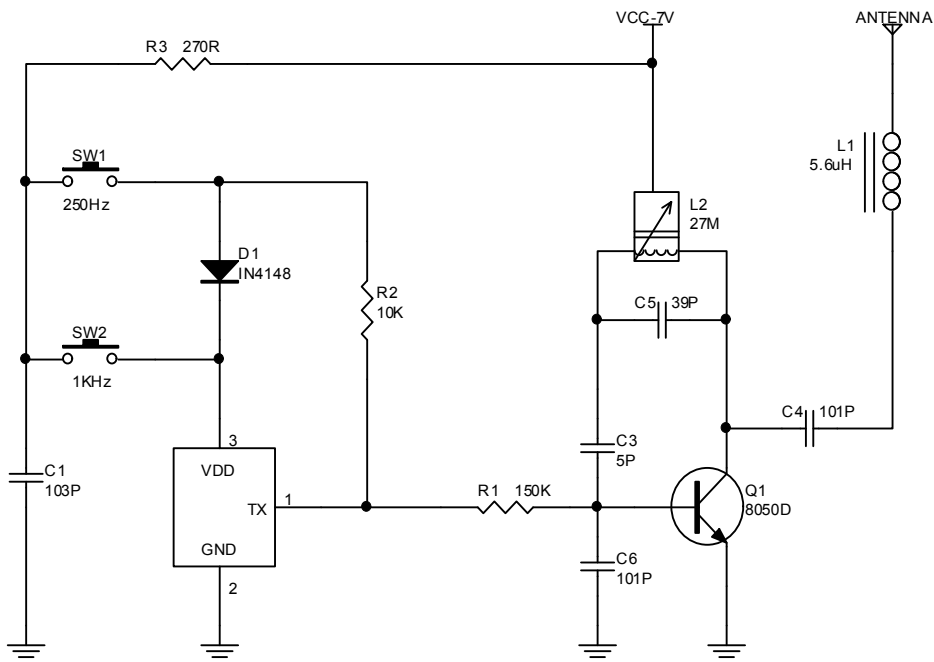 VCC-7V
ANTENNA
R3 270R
L1
5.6uH
SW1
250Hz
L2
27M
D1
IN4148
R2
10K
C5 39P
SW2
1KHz
C4 101P
C3
5P
3
VDD
C1
103P
TX
1
R1 150K
Q1
8050D
GND
C6
101P
2